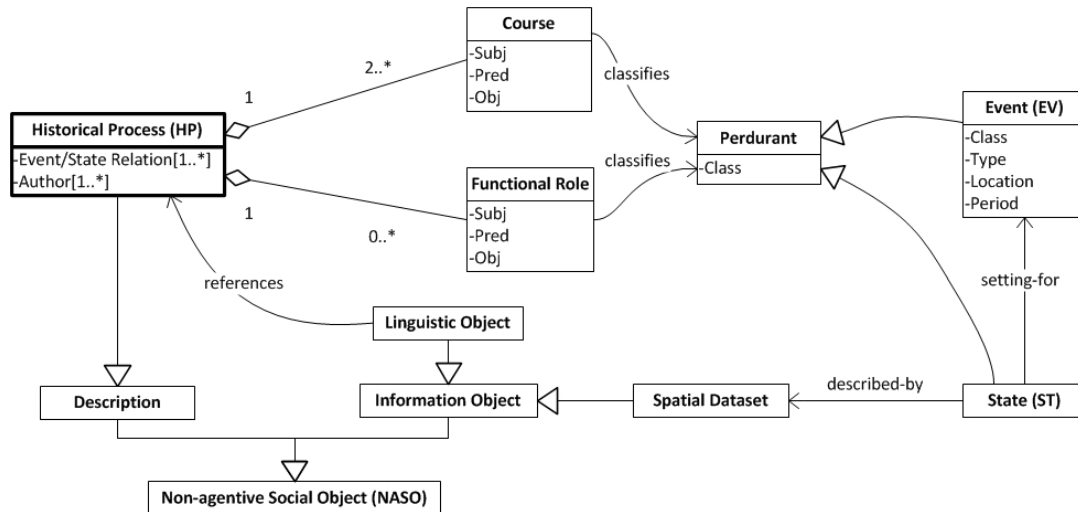 Course
-Subj
-Pred
-Obj
2..*
classifies
1
Historical Process (HP)
-Event/State Relation[1..*]
-Author[1..*]
Perdurant
-Class
Event (EV)
-Class
-Type
-Location
-Period
classifies
Functional Role
-Subj
-Pred
-Obj
1
0..*
references
setting-for
Linguistic Object
Description
Information Object
Spatial Dataset
described-by
State (ST)
Non-agentive Social Object (NASO)